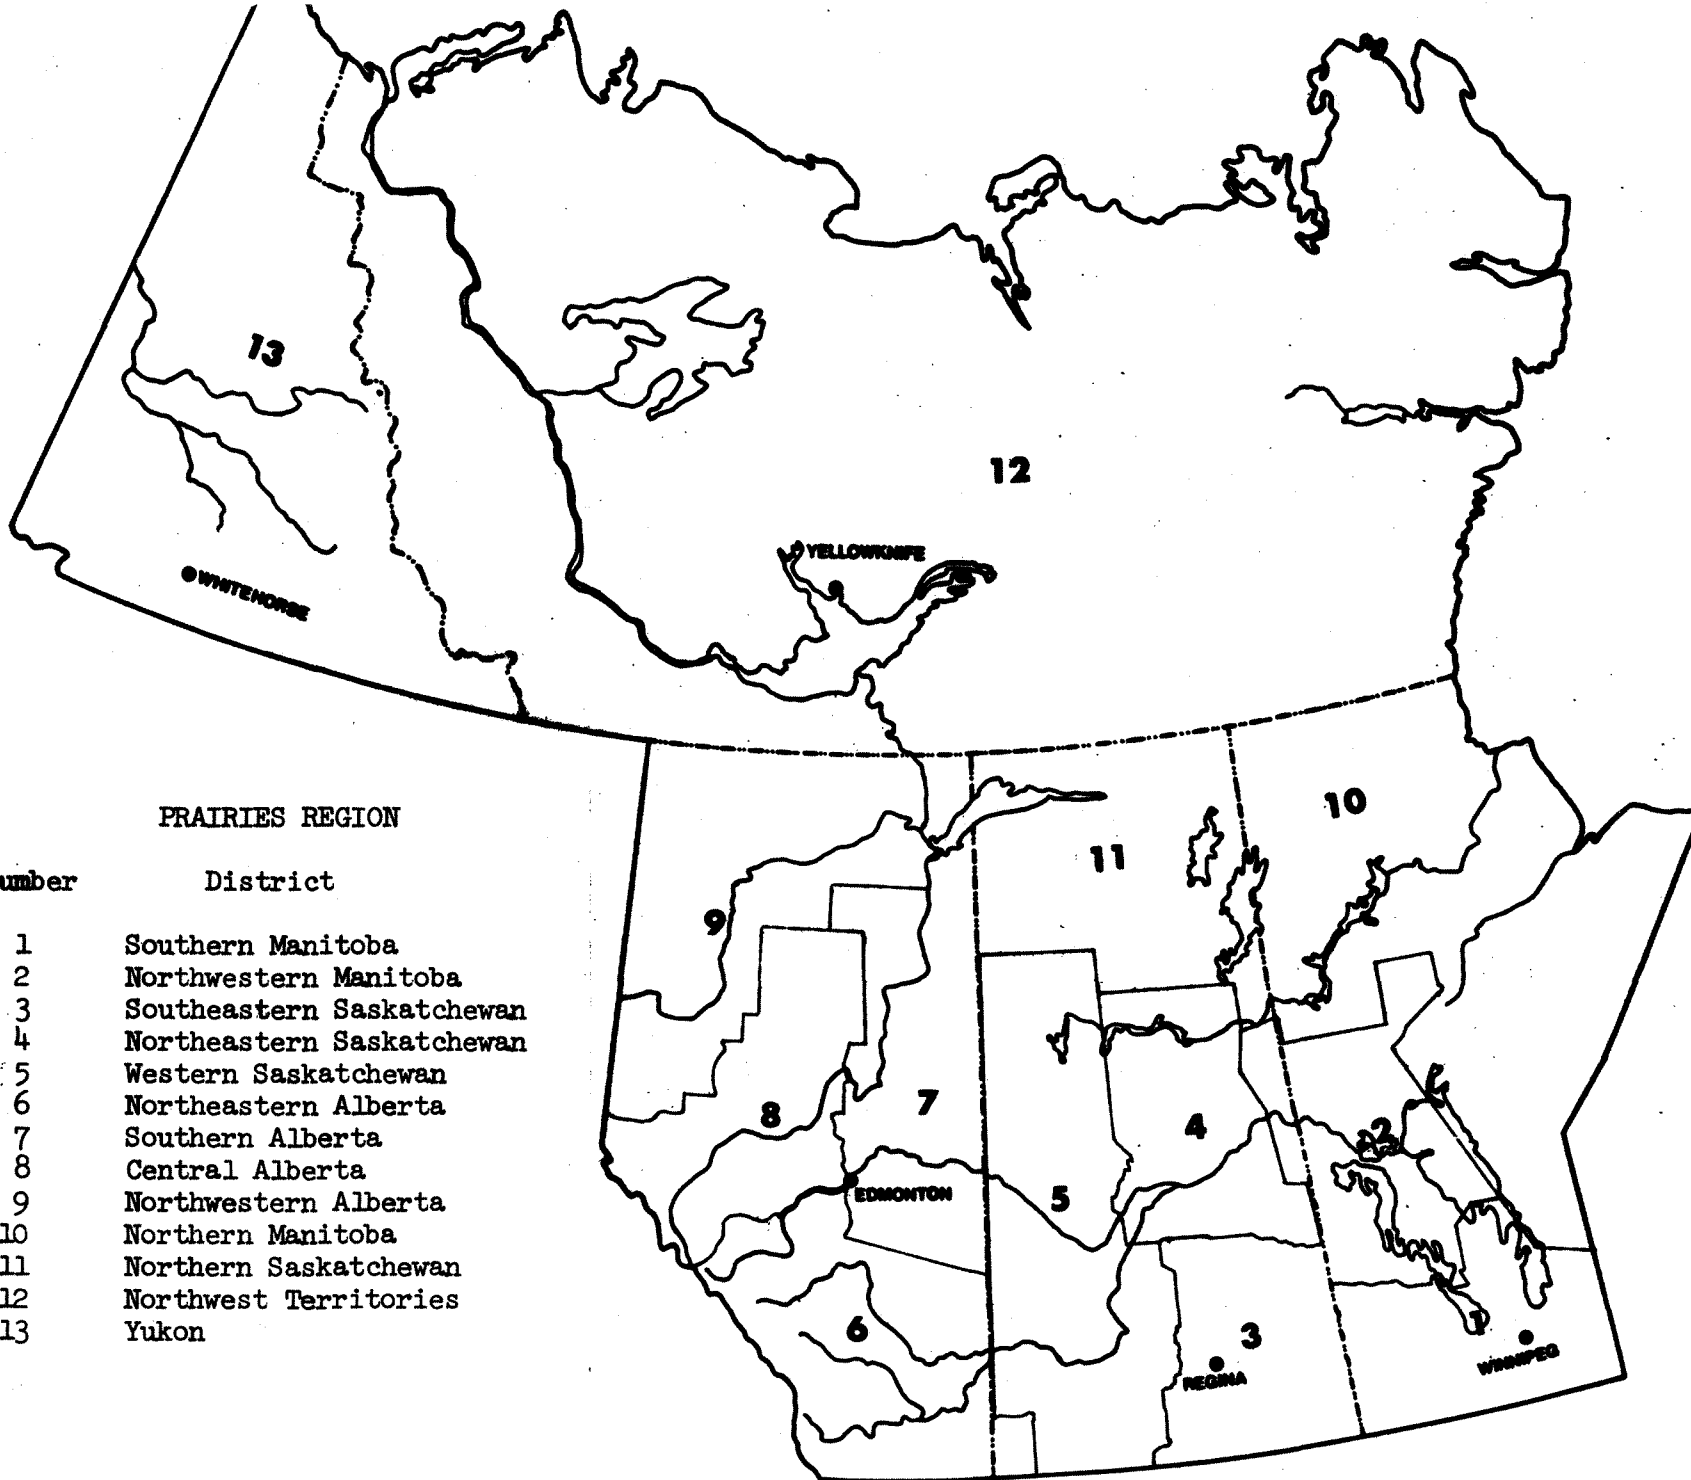 13
12
YELLOWKNIFE
WHITEHORSE
10
11
9
8
7
4
2
5
EDMONTON
6
3
1
REGINA
WINNIPEG
PRAIRIES REGION
umber District
1 Southern Manitoba
2 Northwestern Manitoba
3 Southeastern Saskatchewan
4 Northeastern Saskatchewan
5 Western Saskatchewan
6 Northeastern Alberta
7 Southern Alberta
8 Central Alberta
9 Northwestern Alberta
10 Northern Manitoba
11 Northern Saskatchewan
12 Northwest Territories
13 Yukon